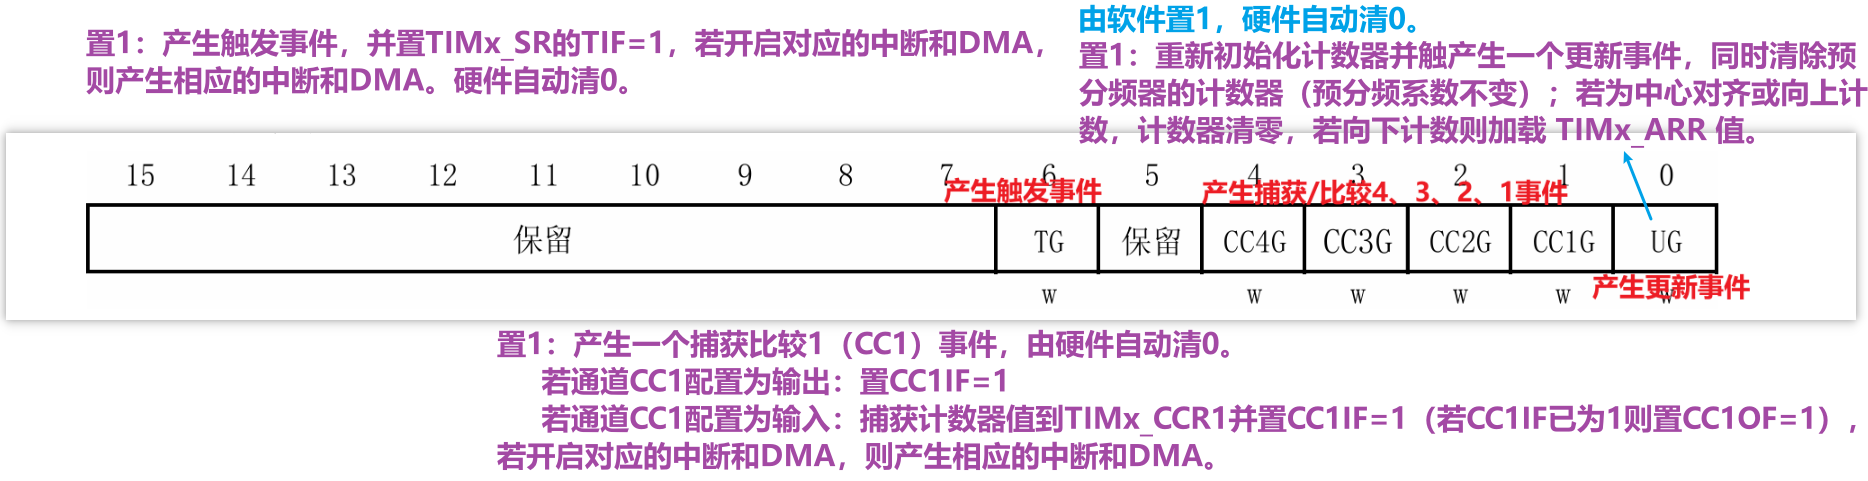 由软件置1，硬件自动清0。
置1：产生触发事件，并置TIMx_SR的TIF=1，若开启对应的中断和DMA，
则产生相应的中断和DMA。硬件自动清0。
置1：重新初始化计数器并触产生一个更新事件，同时清除预
分频器的计数器（预分频系数不变）；若为中心对齐或向上计
数，计数器清零，若向下计数则加载 TIMx_ARR 值。
15 14 13 12 11 10 9 8 7 6 5 4 3 2 1 0
产生触发事件 产生捕获/比较4、3、2、1事件
保留 TG 保留 CC4G CC3G CC2G CC1G UG
w w w w w w
产生更新事件
置1：产生一个捕获比较1（CC1）事件，由硬件自动清0。
若通道CC1配置为输出：置CC1IF=1
若通道CC1配置为输入：捕获计数器值到TIMx_CCR1并置CC1IF=1（若CC1IF已为1则置CC1OF=1），
若开启对应的中断和DMA，则产生相应的中断和DMA。